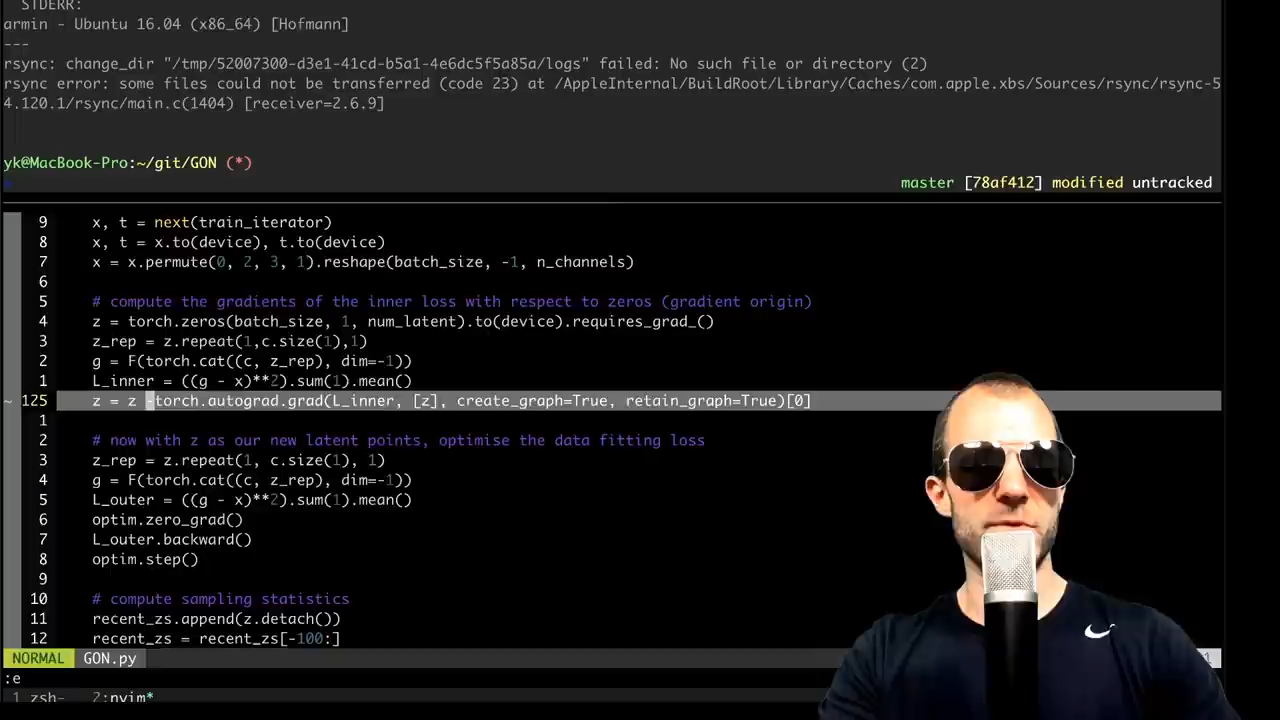 STDERR:
armin - Ubuntu 16.04 (x86_64) [Hofmann]
---
rsync: change_dir "/tmp/52007300-d3e1-41cd-b5a1-4e6dc5f5a85a/logs" failed: No such file or directory (2)
rsync error: some files could not be transferred (code 23) at /AppleInternal/BuildRoot/Library/Caches/com.apple.xbs/Sources/rsync/rsync-5
4.120.1/rsync/main.c(1404) [receiver=2.6.9]
yk@MacBook-Pro:~/git/GON (*)
master [78af412] modified untracked
9 x, t = next(train_iterator)
8 x, t = x.to(device), t.to(device)
7 x = x.permute(0, 2, 3, 1).reshape(batch_size, -1, n_channels)
6
5 # compute the gradients of the inner loss with respect to zeros (gradient origin)
4 z = torch.zeros(batch_size, 1, num_latent).to(device).requires_grad_()
3 z_rep = z.repeat(1,c.size(1),1)
2 g = F(torch.cat((c, z_rep), dim=-1))
1 L_inner = ((g - x)**2).sum(1).mean()
~ 125 z = z -torch.autograd.grad(L_inner, [z], create_graph=True, retain_graph=True)[0]
1
2 # now with z as our new latent points, optimise the data fitting loss
3 z_rep = z.repeat(1, c.size(1), 1)
4 g = F(torch.cat((c, z_rep), dim=-1))
5 L_outer = ((g - x)**2).sum(1).mean()
6 optim.zero_grad()
7 L_outer.backward()
8 optim.step()
9
10 # compute sampling statistics
11 recent_zs.append(z.detach())
12 recent_zs = recent_zs[-100:]
NORMAL GON.py
:e
1 zsh- 2:nvim*